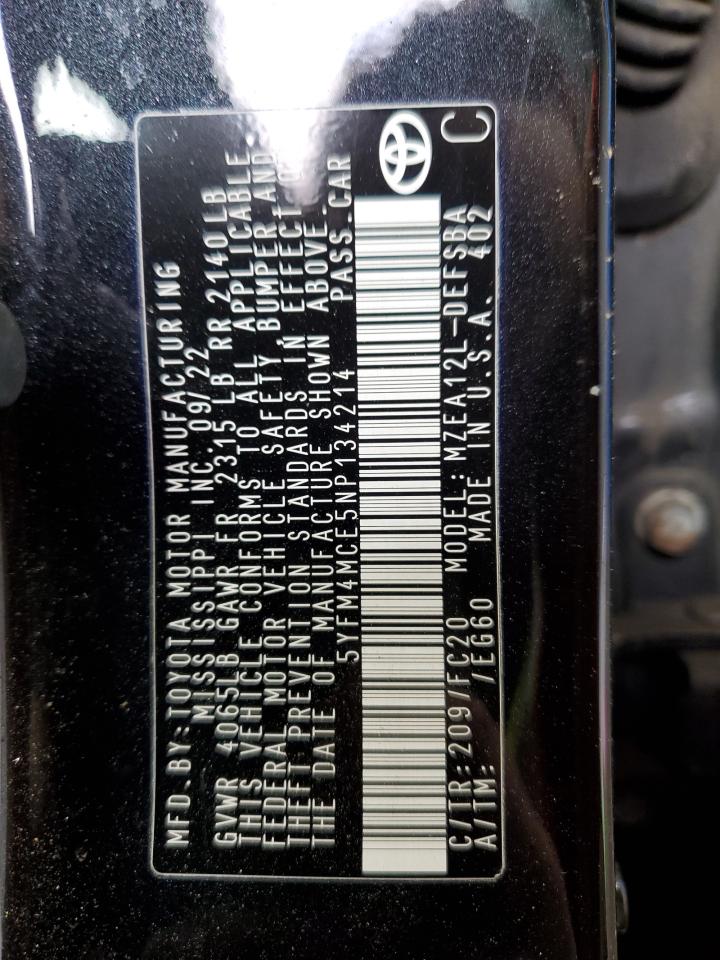 MFD.BY:TOYOTA MOTOR MANUFACTURING
MISSISSIPPI INC. 09/22
GVWR 4065LB GAWR FR 2315 LB RR 2140LB
THIS VEHICLE CONFORMS TO ALL APPLICABLE
FEDERAL MOTOR VEHICLE SAFETY, BUMPER AND
THEFT PREVENTION STANDARDS IN EFFECT ON
THE DATE OF MANUFACTURE SHOWN ABOVE.
5YFM4MCE5NP134214 PASS.CAR
C/TR:209/FC20 MODEL:MZEA12L-DEFSBA
A/TM: /EG60 MADE IN U.S.A. 402
C